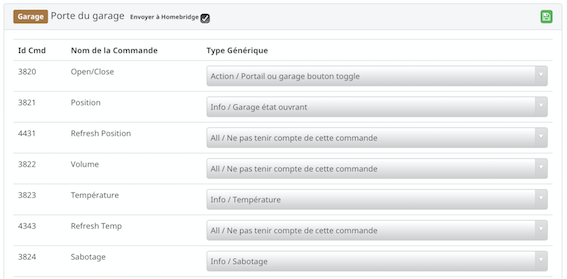 Garage Porte du garage Envoyer à Homebridge
Id Cmd Nom de la Commande Type Générique
3820 Open/Close Action / Portail ou garage bouton toggle
3821 Position Info / Garage état ouvrant
4431 Refresh Position All / Ne pas tenir compte de cette commande
3822 Volume All / Ne pas tenir compte de cette commande
3823 Température Info / Température
4343 Refresh Temp All / Ne pas tenir compte de cette commande
3824 Sabotage Info / Sabotage